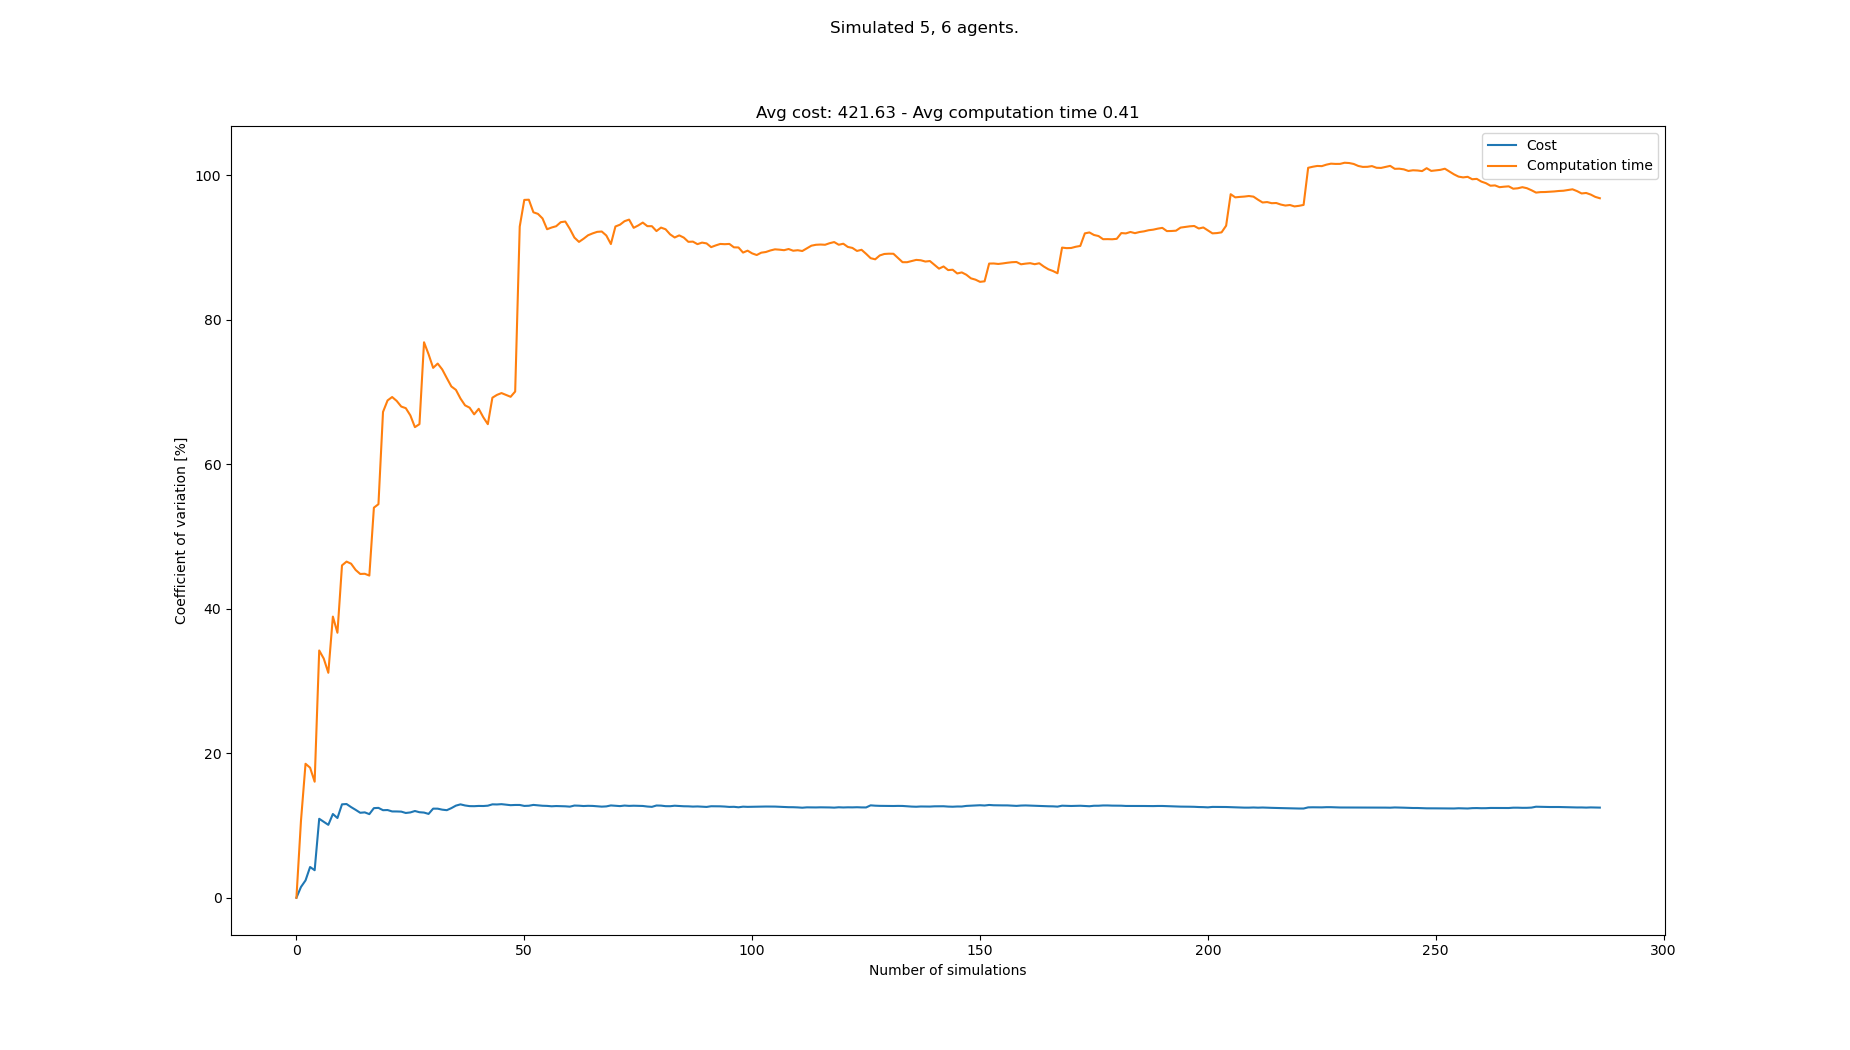 Simulated 5, 6 agents.
Avg cost: 421.63 - Avg computation time 0.41
Cost
Computation time
100
80
60
40
20
0
Coefficient of variation [%]
0 50 100 150 200 250 300
Number of simulations